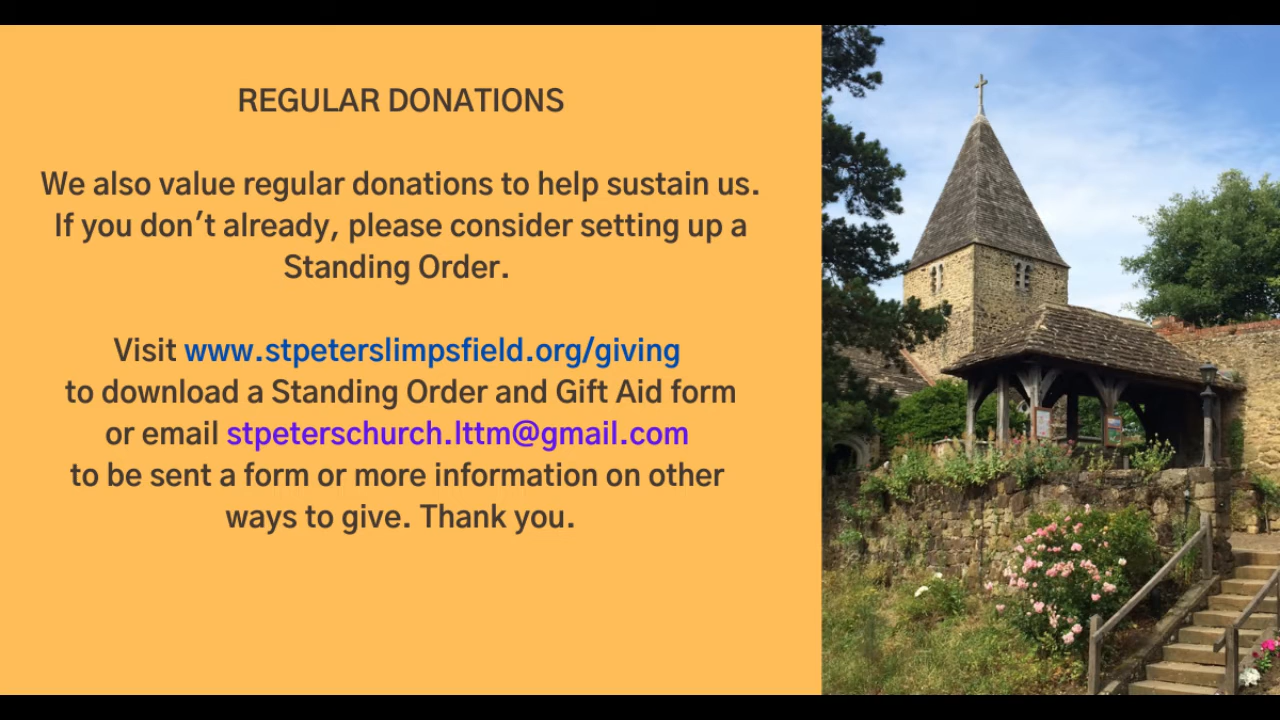 REGULAR DONATIONS
We also value regular donations to help sustain us.
If you don't already, please consider setting up a
Standing Order.
Visit www.stpeterslimpsfield.org/giving
to download a Standing Order and Gift Aid form
or email stpeterschurch.lttm@gmail.com
to be sent a form or more information on other
ways to give. Thank you.